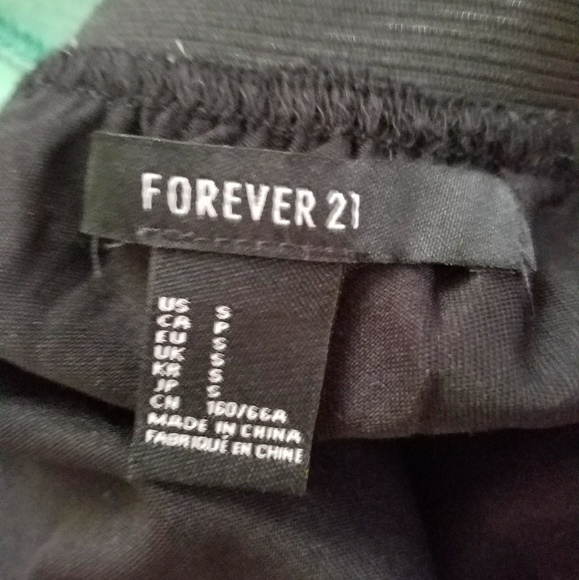 FOREVER 21
US S
CA P
EU S
UK S
KR S
JP S
CN 160/66A
MADE IN CHINA
FABRIQUÉ EN CHINE